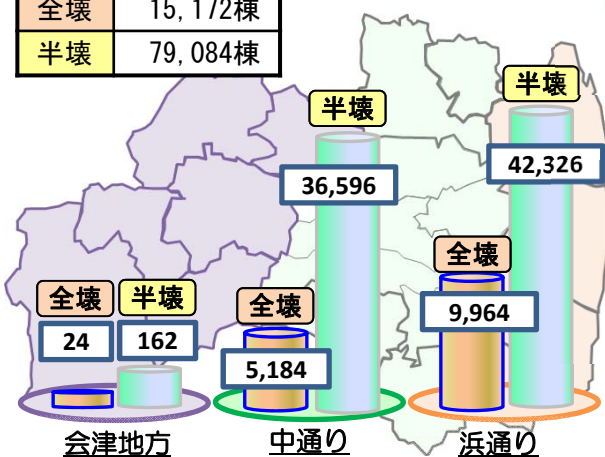 全壊 15,172棟
半壊 79,084棟
半壊
半壊
42,326
36,596
全壊
全壊 半壊
全壊
9,964
24 162
5,184
会津地方 中通り 浜通り